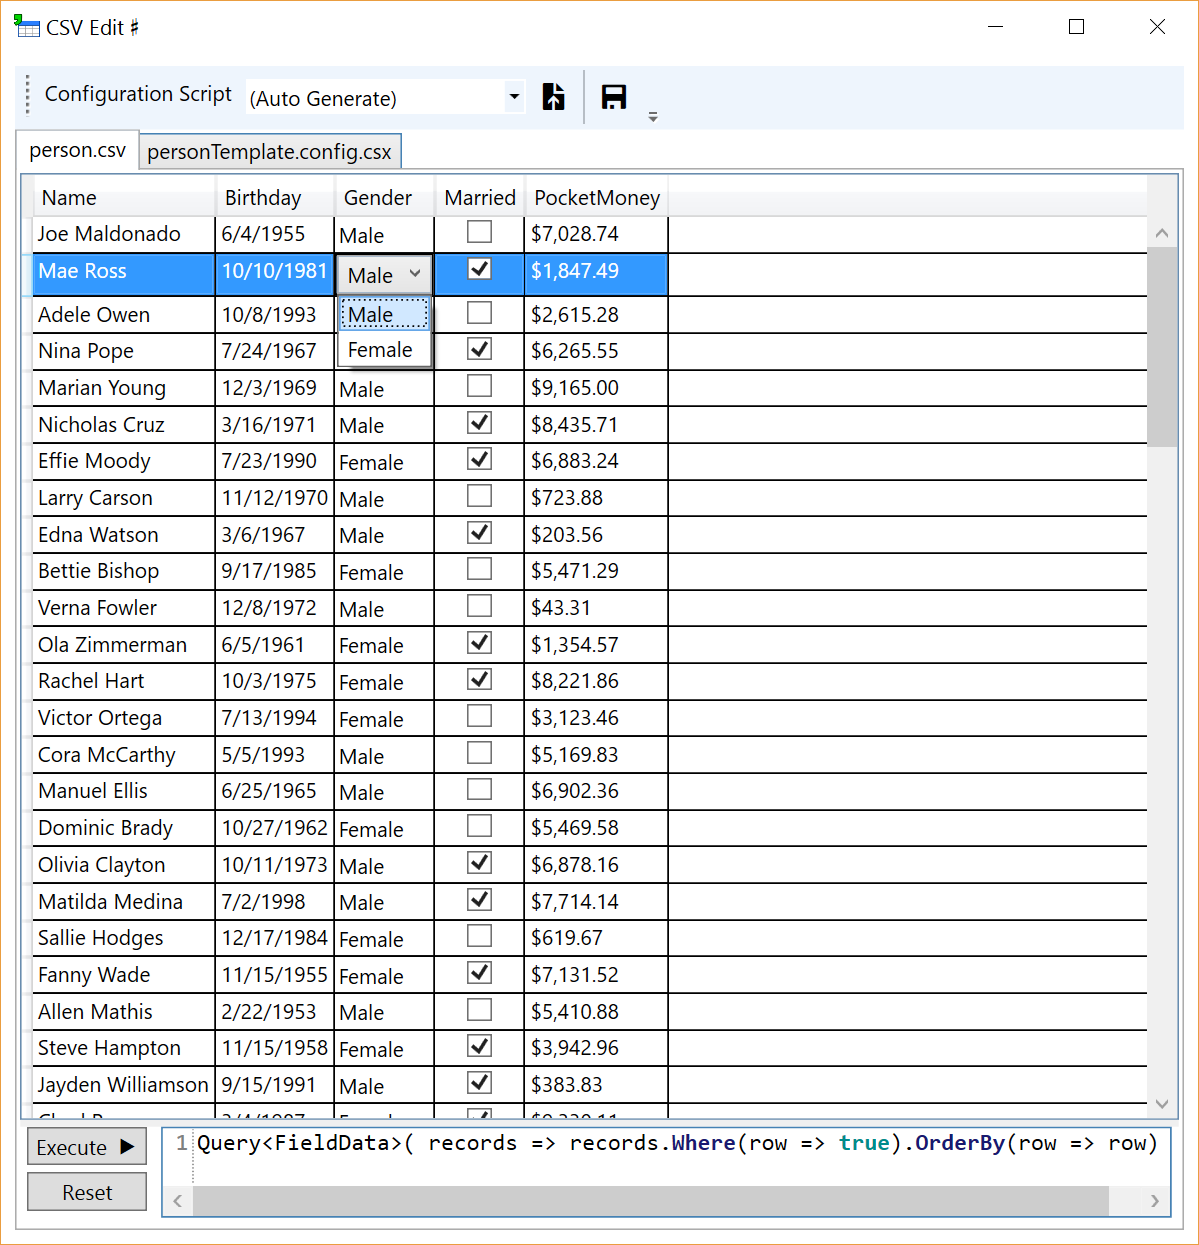 CSV Edit ♯
Configuration Script (Auto Generate)
person.csv personTemplate.config.csx
Name Birthday Gender Married PocketMoney
Joe Maldonado 6/4/1955 Male $7,028.74
Mae Ross 10/10/1981 Male $1,847.49
Adele Owen 10/8/1993 Male $2,615.28
Nina Pope 7/24/1967 Female $6,265.55
Marian Young 12/3/1969 Male $9,165.00
Nicholas Cruz 3/16/1971 Male $8,435.71
Effie Moody 7/23/1990 Female $6,883.24
Larry Carson 11/12/1970 Male $723.88
Edna Watson 3/6/1967 Male $203.56
Bettie Bishop 9/17/1985 Female $5,471.29
Verna Fowler 12/8/1972 Male $43.31
Ola Zimmerman 6/5/1961 Female $1,354.57
Rachel Hart 10/3/1975 Female $8,221.86
Victor Ortega 7/13/1994 Female $3,123.46
Cora McCarthy 5/5/1993 Male $5,169.83
Manuel Ellis 6/25/1965 Male $6,902.36
Dominic Brady 10/27/1962 Female $5,469.58
Olivia Clayton 10/11/1973 Male $6,878.16
Matilda Medina 7/2/1998 Male $7,714.14
Sallie Hodges 12/17/1984 Female $619.67
Fanny Wade 11/15/1955 Female $7,131.52
Allen Mathis 2/22/1953 Male $5,410.88
Steve Hampton 11/15/1958 Female $3,942.96
Jayden Williamson 9/15/1991 Male $383.83
Execute
1 Query<FieldData>( records => records.Where(row => true).OrderBy(row => row)
Reset